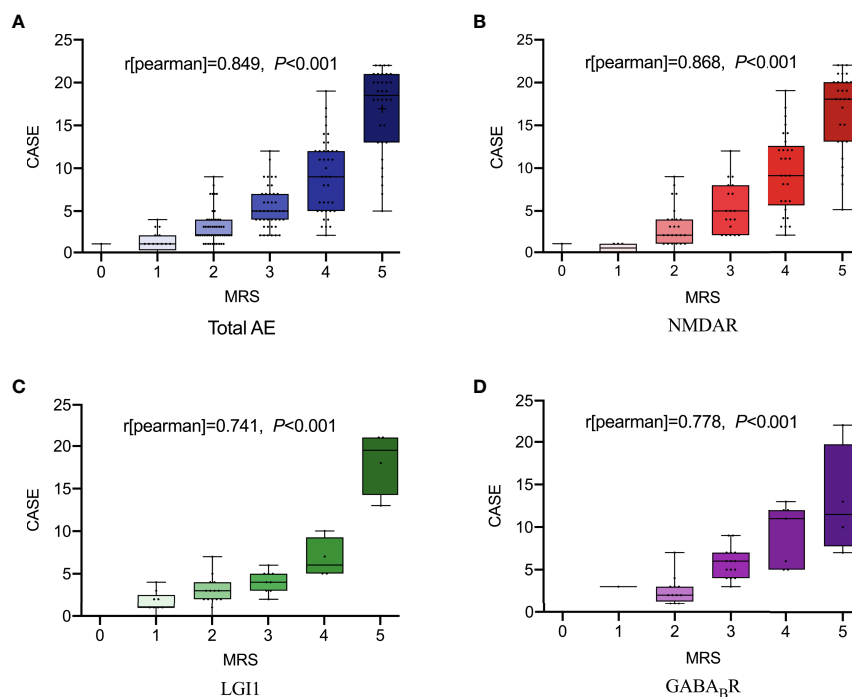 A
r[pearman]=0.849, P<0.001
25
20
15
10
5
0
CASE
0 1 2 3 4 5
MRS
Total AE
B
r[pearman]=0.868, P<0.001
25
20
15
10
5
0
CASE
0 1 2 3 4 5
MRS
NMDAR
C
r[pearman]=0.741, P<0.001
25
20
15
10
5
0
CASE
0 1 2 3 4 5
MRS
LGI1
D
r[pearman]=0.778, P<0.001
25
20
15
10
5
0
CASE
0 1 2 3 4 5
MRS
GABA_BR